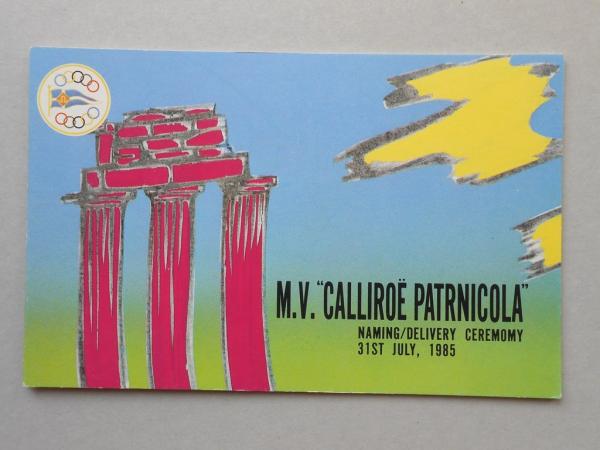 M.V. "CALLIROË PATRNICOLA"
NAMING/DELIVERY CEREMOMY
31ST JULY, 1985